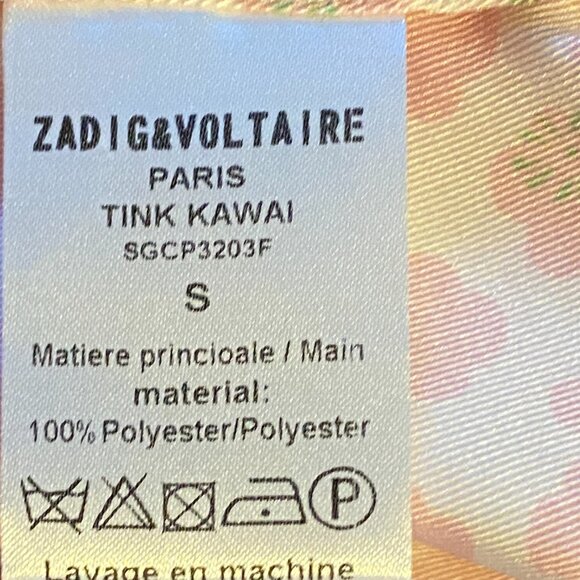 ZADIG&VOLTAIRE
PARIS
TINK KAWAI
SGCP3203F
S
Matiere princioale / Main
material:
100% Polyester/Polyester
P
Lavage en machine